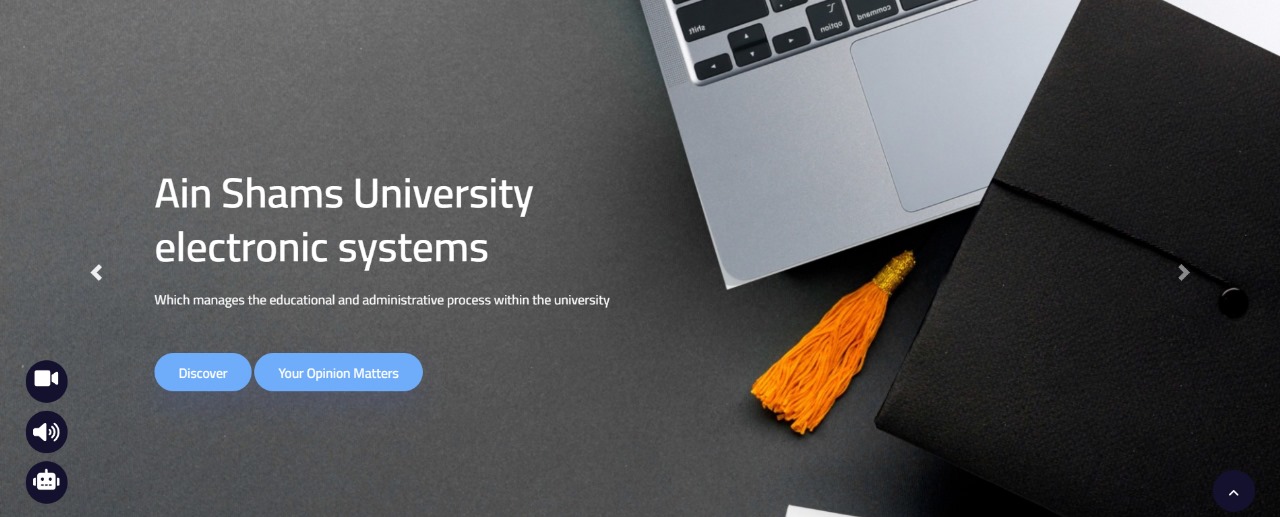 Ain Shams University
electronic systems
Which manages the educational and administrative process within the university
Discover
Your Opinion Matters
shift
option
command